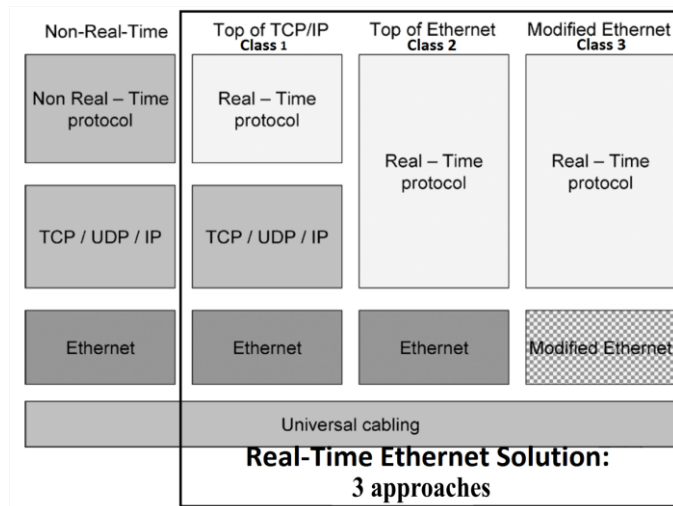 Non-Real-Time
Top of TCP/IP
Class 1
Top of Ethernet
Class 2
Modified Ethernet
Class 3
Non Real – Time
protocol
Real – Time
protocol
Real – Time
protocol
Real – Time
protocol
TCP / UDP / IP
TCP / UDP / IP
Ethernet
Ethernet
Ethernet
Modified Ethernet
Universal cabling
Real-Time Ethernet Solution:
3 approaches